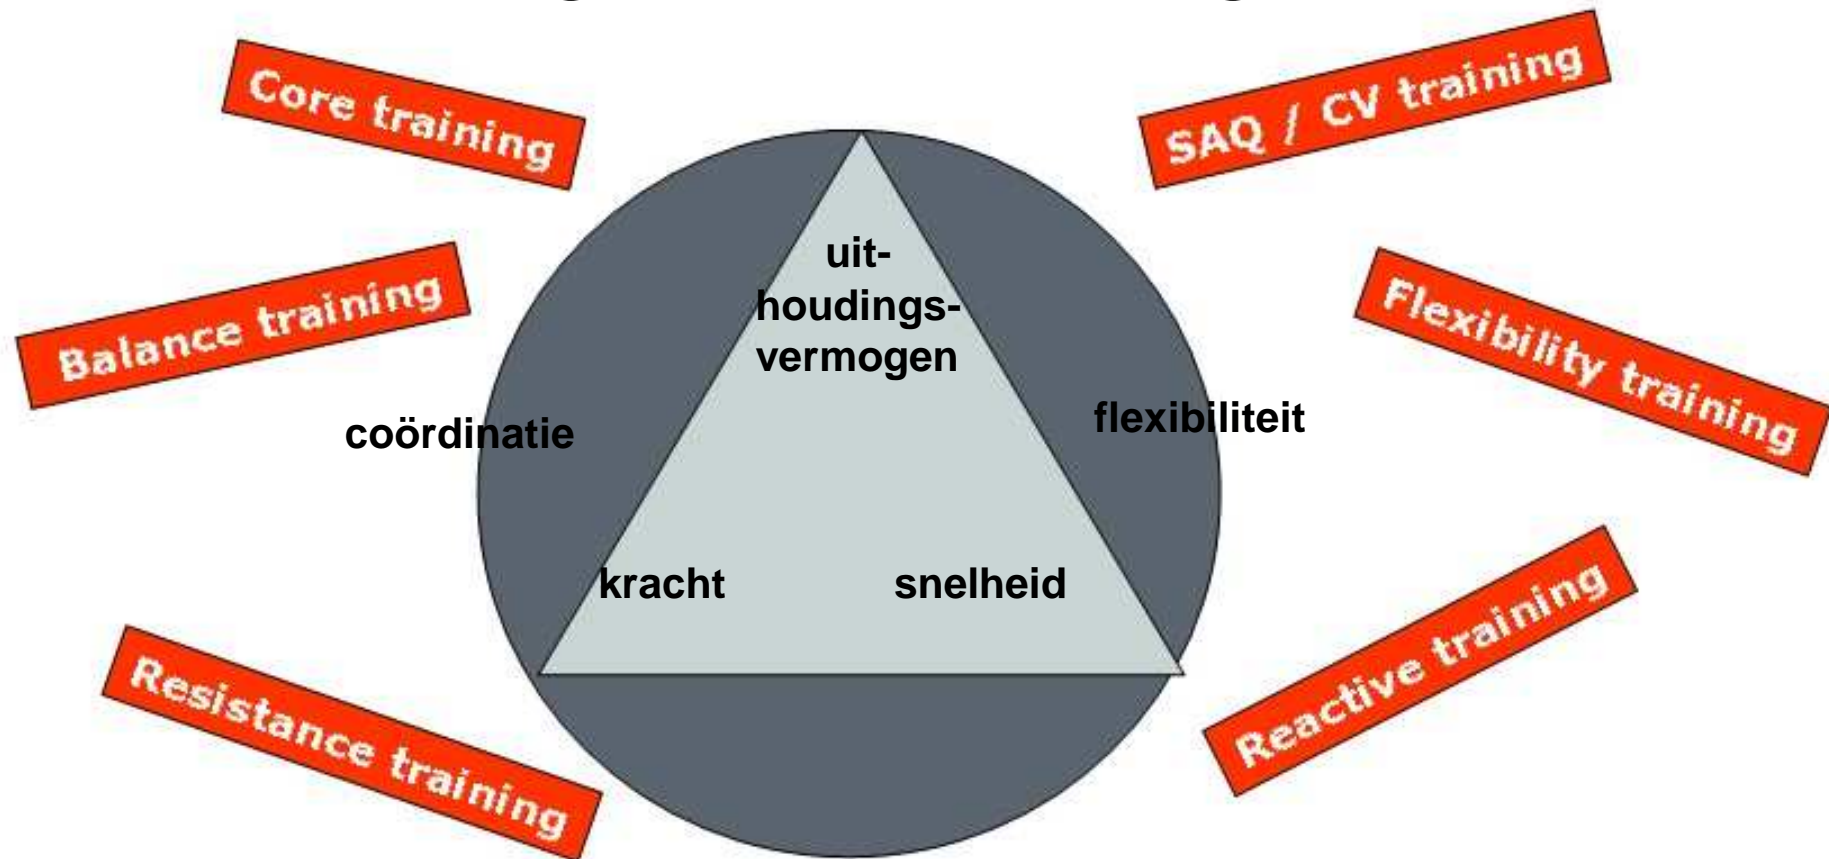 Core training
SAQ / CV training
Balance training
Flexibility training
uit-
houdings-
vermogen
coördinatie
flexibiliteit
kracht
snelheid
Resistance training
Reactive training